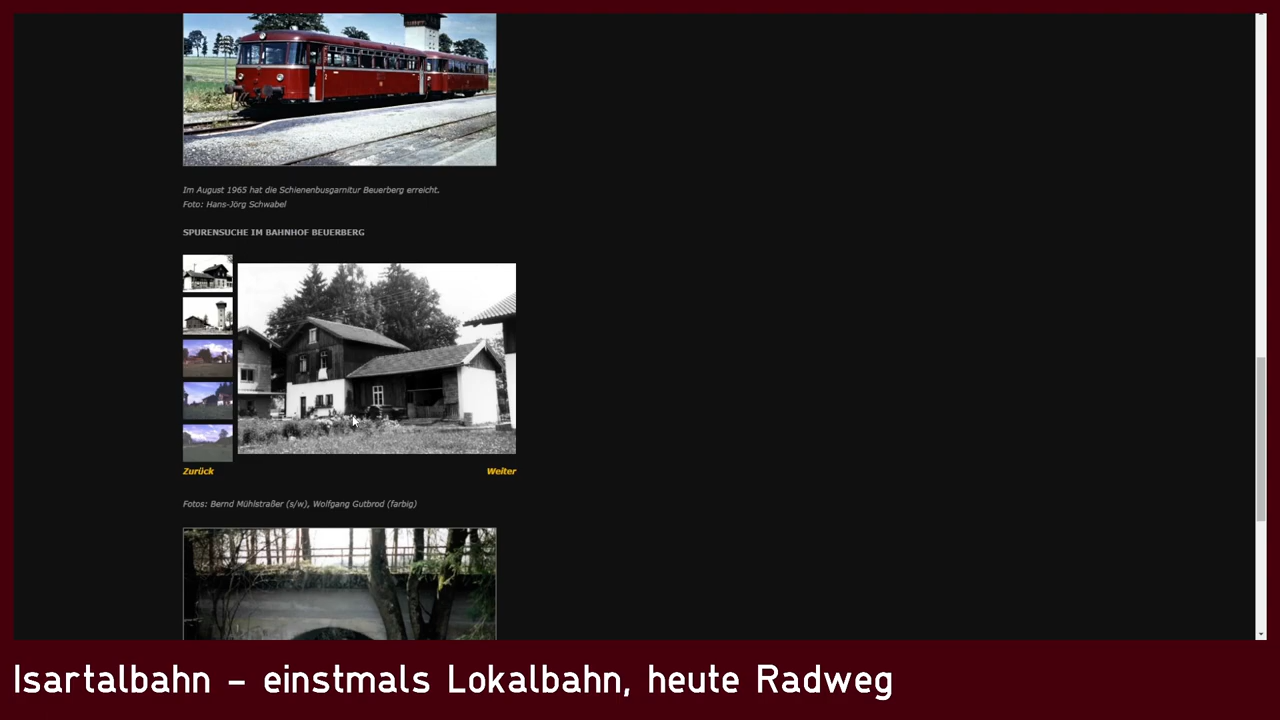 Im August 1965 hat die Schienenbusgarnitur Beuerberg erreicht.
Foto: Hans-Jörg Schwabel
SPURENSUCHE IM BAHNHOF BEUERBERG
Zurück
Weiter
Fotos: Bernd Mühlstraßer (s/w), Wolfgang Gutbrod (farbig)
Isartalbahn – einstmals Lokalbahn, heute Radweg